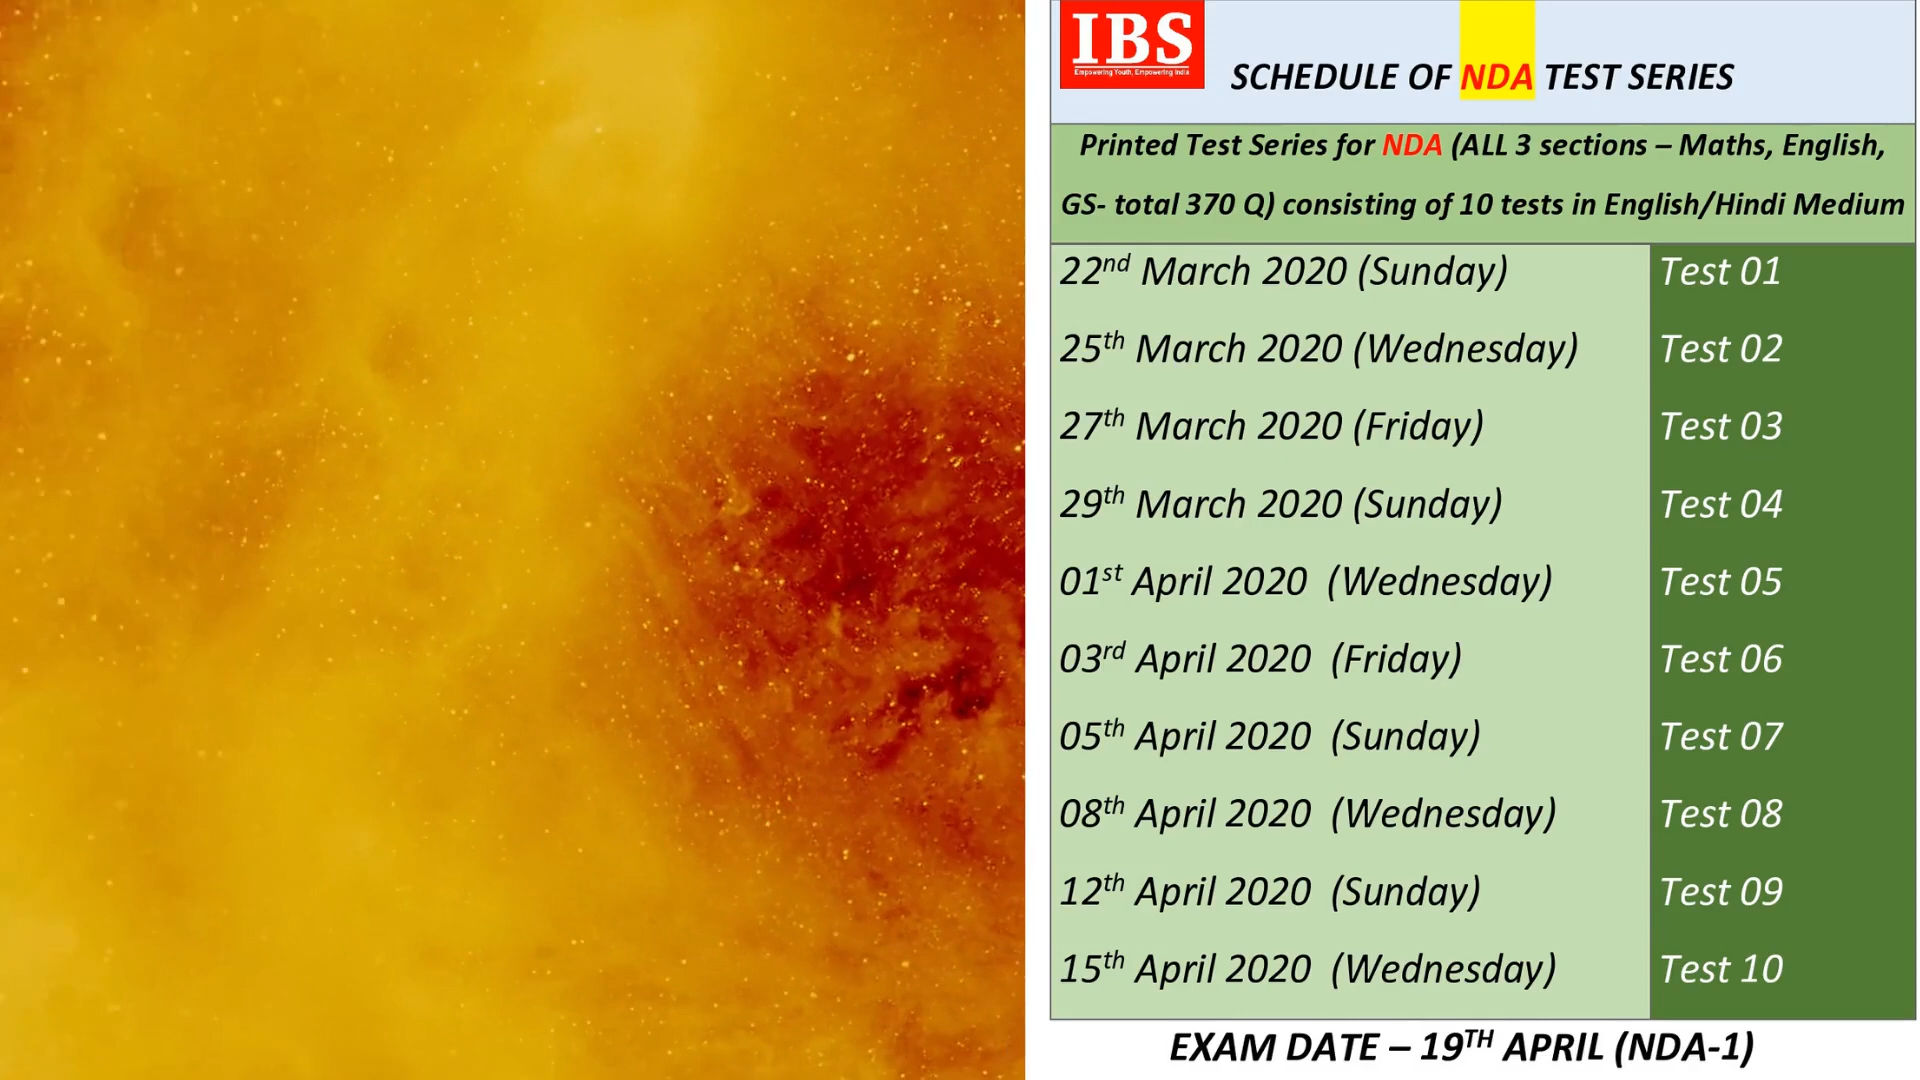 IBS
Empowering Youth, Empowering India
SCHEDULE OF NDA TEST SERIES
Printed Test Series for NDA (ALL 3 sections – Maths, English,
GS- total 370 Q) consisting of 10 tests in English/Hindi Medium
22nd March 2020 (Sunday) Test 01
25th March 2020 (Wednesday) Test 02
27th March 2020 (Friday) Test 03
29th March 2020 (Sunday) Test 04
01st April 2020 (Wednesday) Test 05
03rd April 2020 (Friday) Test 06
05th April 2020 (Sunday) Test 07
08th April 2020 (Wednesday) Test 08
12th April 2020 (Sunday) Test 09
15th April 2020 (Wednesday) Test 10
EXAM DATE – 19TH APRIL (NDA-1)